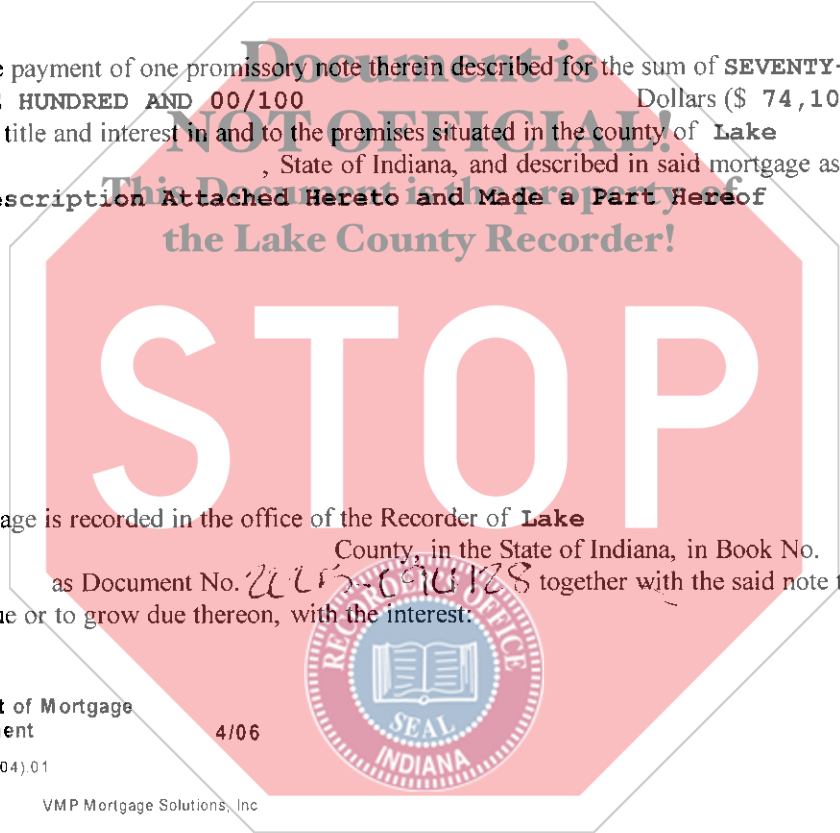 Document is
e payment of one promissory note therein described for the sum of SEVENTY-
HUNDRED AND 00/100 Dollars ($ 74,10
NOT OFFICIAL!
title and interest in and to the premises situated in the county of Lake
, State of Indiana, and described in said mortgage as
This Document is the property of
escription Attached Hereto and Made a Part Hereof
the Lake County Recorder!
STOP
age is recorded in the office of the Recorder of Lake
County, in the State of Indiana, in Book No.
as Document No. together with the said note t
ue or to grow due thereon, with the interest:
RECORDER OFFICE
SEAL
INDIANA
t of Mortgage
ent 4/06
04).01
VMP Mortgage Solutions, Inc